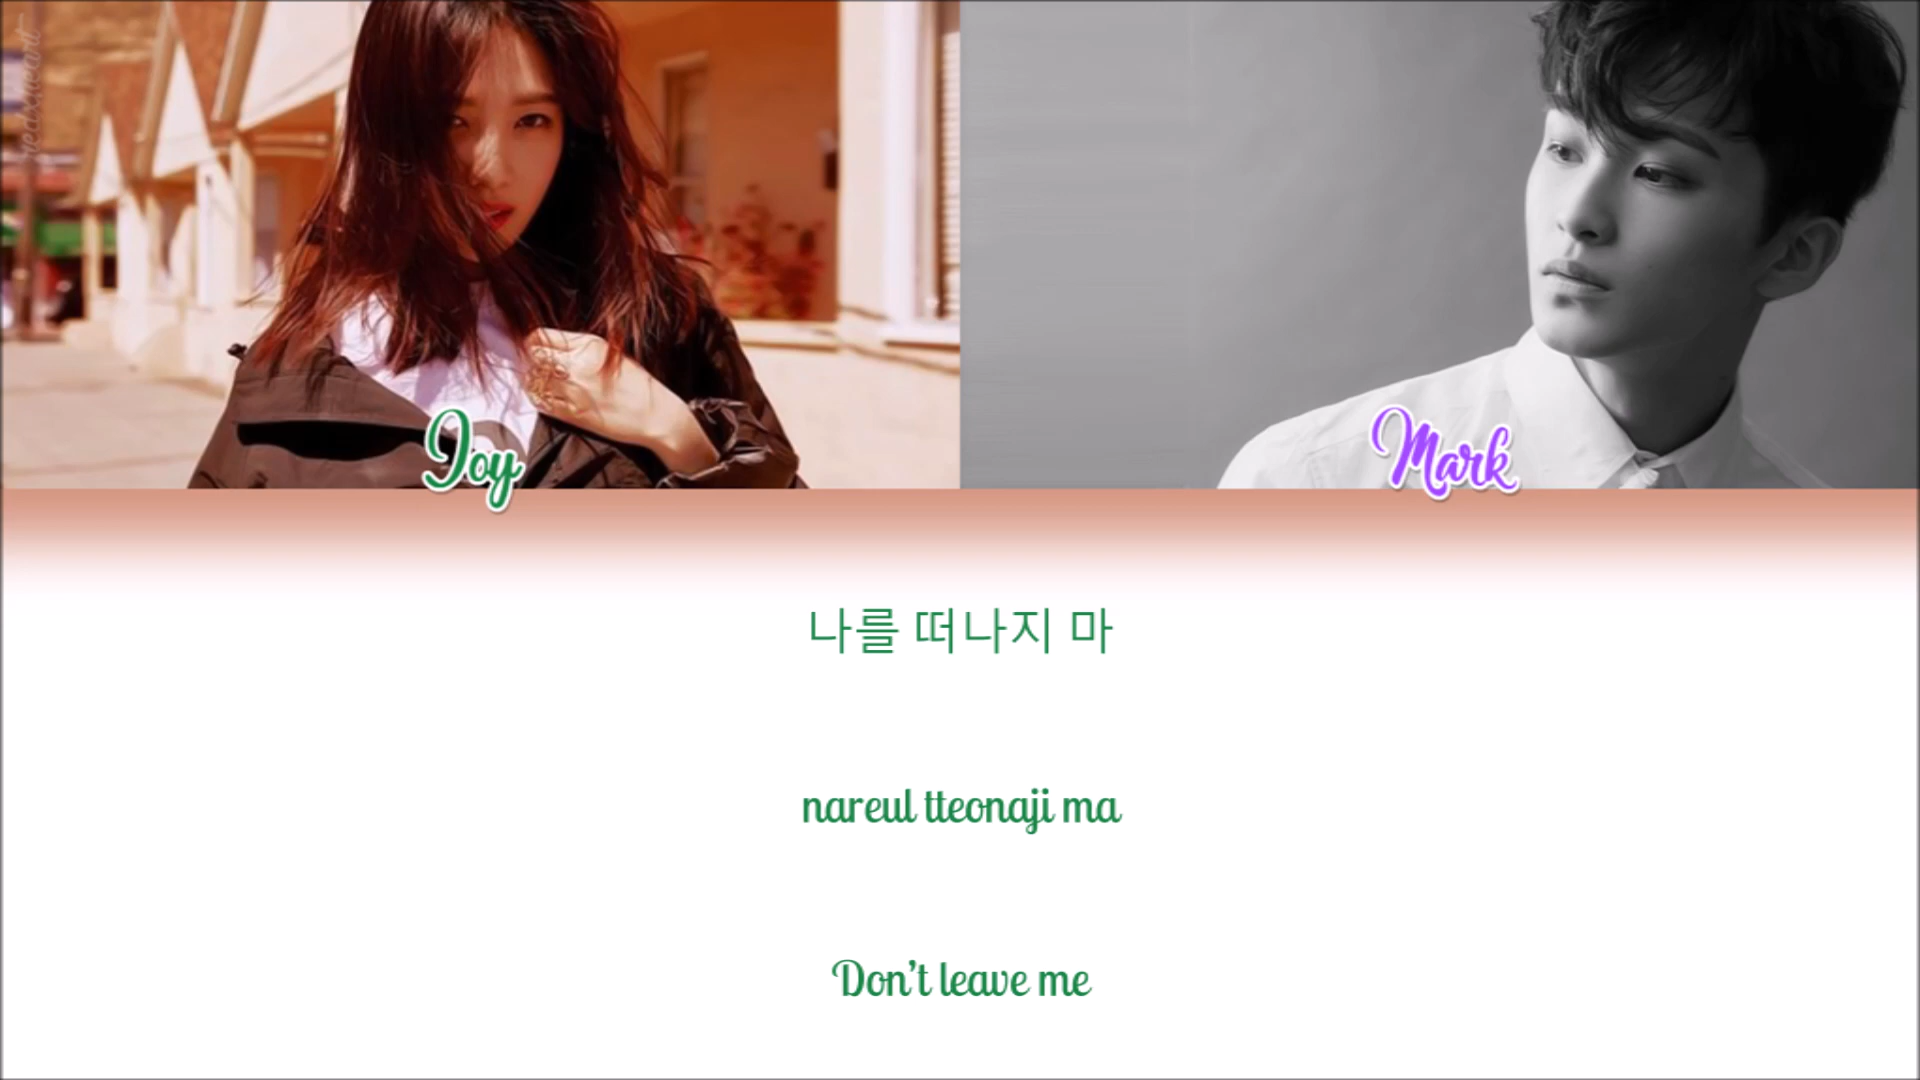 Joy
Mark
나를 떠나지 마
nareul tteonaji ma
Don't leave me